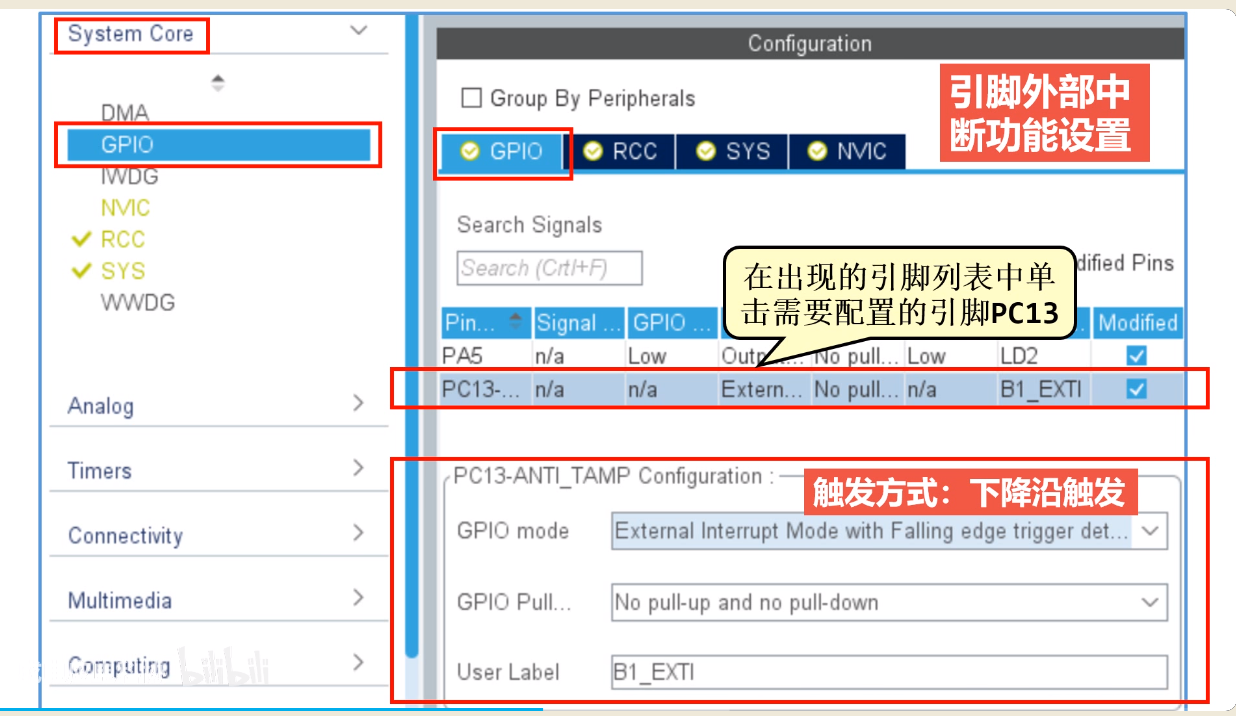 System Core
DMA
GPIO
IWDG
NVIC
RCC
SYS
WWDG
Analog
Timers
Connectivity
Multimedia
Computing
bilibili
Configuration
Group By Peripherals
引脚外部中
断功能设置
GPIO RCC SYS NVIC
Search Signals
Search (Crtl+F)
dified Pins
在出现的引脚列表中单
击需要配置的引脚PC13
Pin... Signal ... GPIO ... Modified
PA5 n/a Low Outp... No pull... Low LD2
PC13-... n/a n/a Extern... No pull... n/a B1_EXTI
PC13-ANTI_TAMP Configuration :
触发方式：下降沿触发
GPIO mode External Interrupt Mode with Falling edge trigger det...
GPIO Pull... No pull-up and no pull-down
User Label B1_EXTI